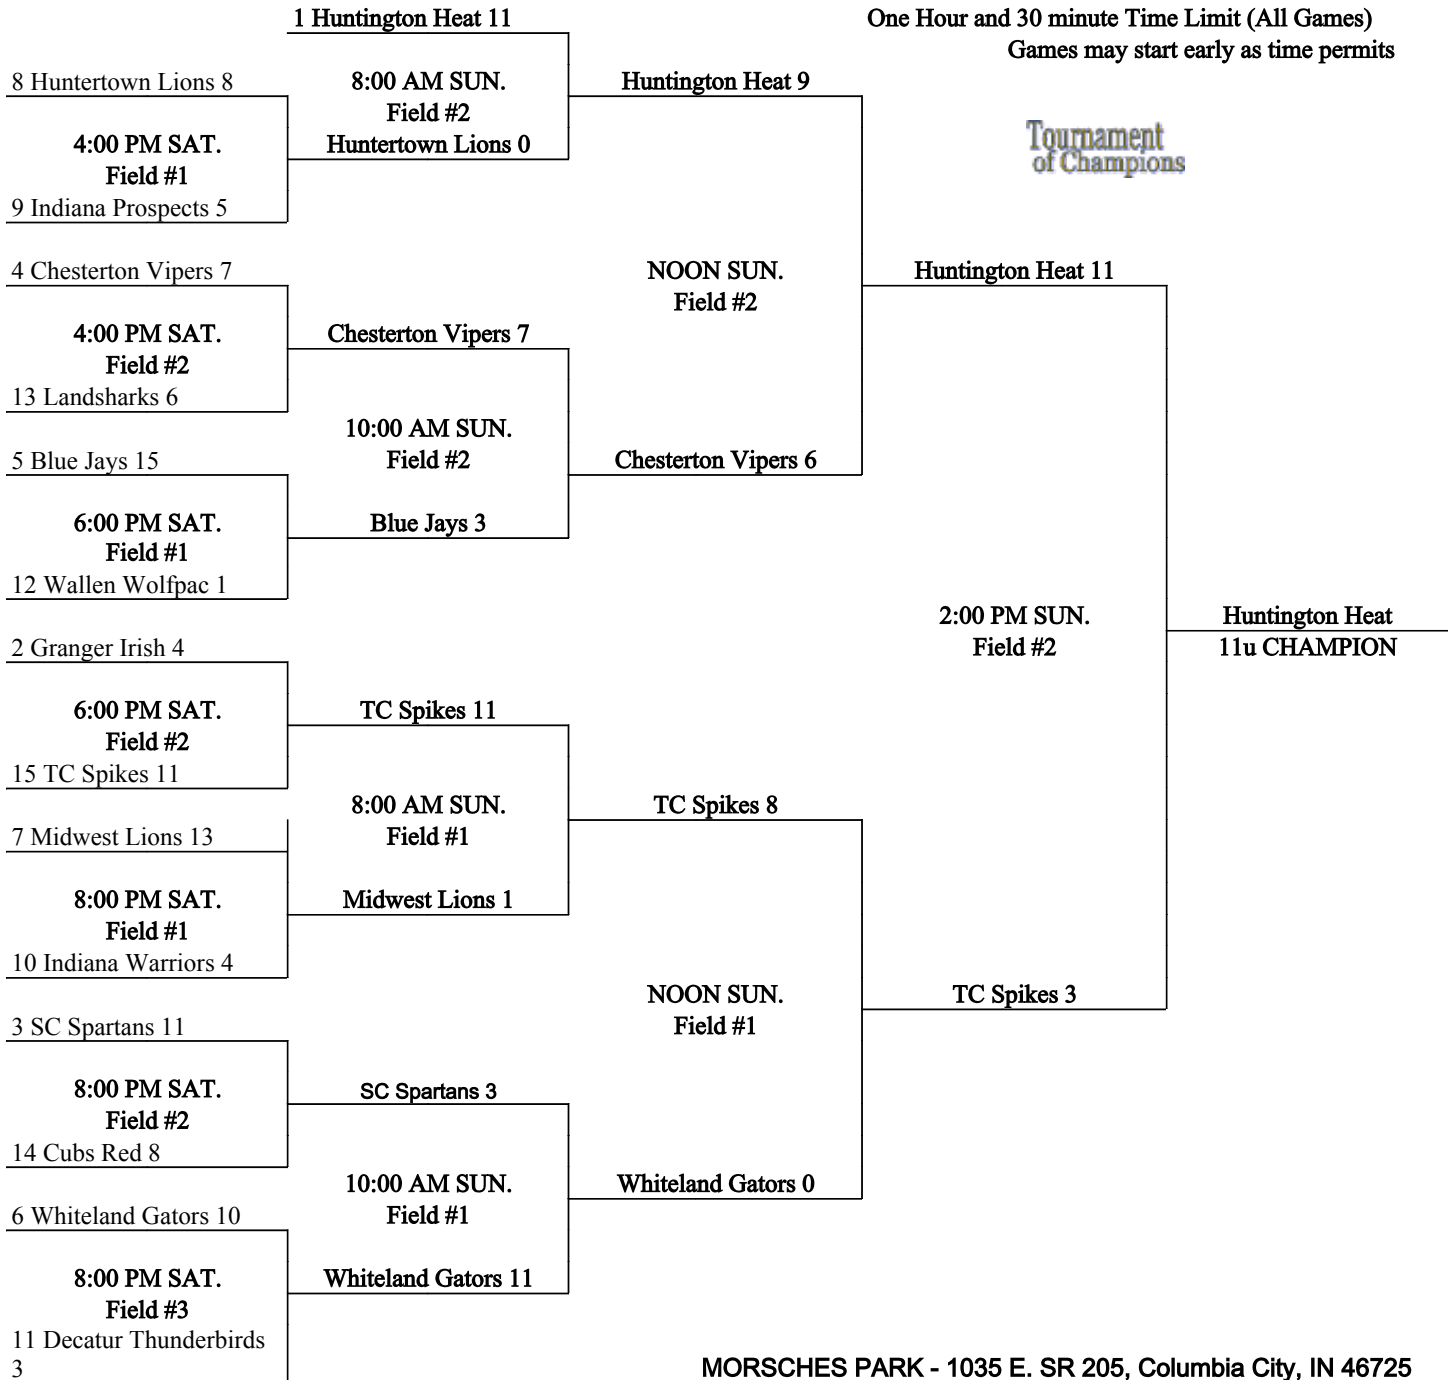 1 Huntington Heat 11
One Hour and 30 minute Time Limit (All Games)
Games may start early as time permits
8 Huntertown Lions 8
8:00 AM SUN.
Field #2
Huntington Heat 9
4:00 PM SAT.
Field #1
Huntertown Lions 0
Tournament
of Champions
9 Indiana Prospects 5
4 Chesterton Vipers 7
NOON SUN.
Field #2
Huntington Heat 11
4:00 PM SAT.
Field #2
Chesterton Vipers 7
13 Landsharks 6
10:00 AM SUN.
Field #2
5 Blue Jays 15
Chesterton Vipers 6
6:00 PM SAT.
Field #1
Blue Jays 3
12 Wallen Wolfpac 1
2:00 PM SUN.
Field #2
Huntington Heat
11u CHAMPION
2 Granger Irish 4
6:00 PM SAT.
Field #2
TC Spikes 11
15 TC Spikes 11
8:00 AM SUN.
Field #1
TC Spikes 8
7 Midwest Lions 13
8:00 PM SAT.
Field #1
Midwest Lions 1
10 Indiana Warriors 4
NOON SUN.
Field #1
TC Spikes 3
3 SC Spartans 11
8:00 PM SAT.
Field #2
SC Spartans 3
14 Cubs Red 8
10:00 AM SUN.
Field #1
Whiteland Gators 0
6 Whiteland Gators 10
8:00 PM SAT.
Field #3
Whiteland Gators 11
11 Decatur Thunderbirds
3
MORSCHES PARK - 1035 E. SR 205, Columbia City, IN 46725